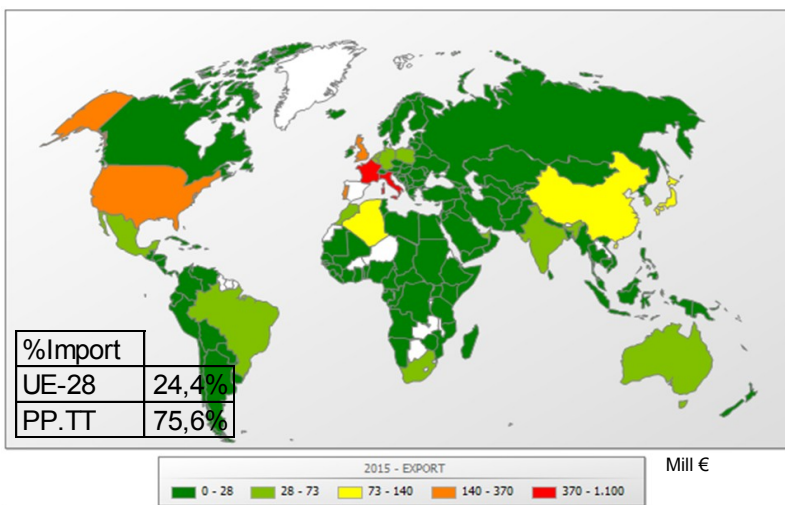 %Import
UE-28 24,4%
PP.TT 75,6%
2015 - EXPORT
Mill €
0 - 28 28 - 73 73 - 140 140 - 370 370 - 1.100